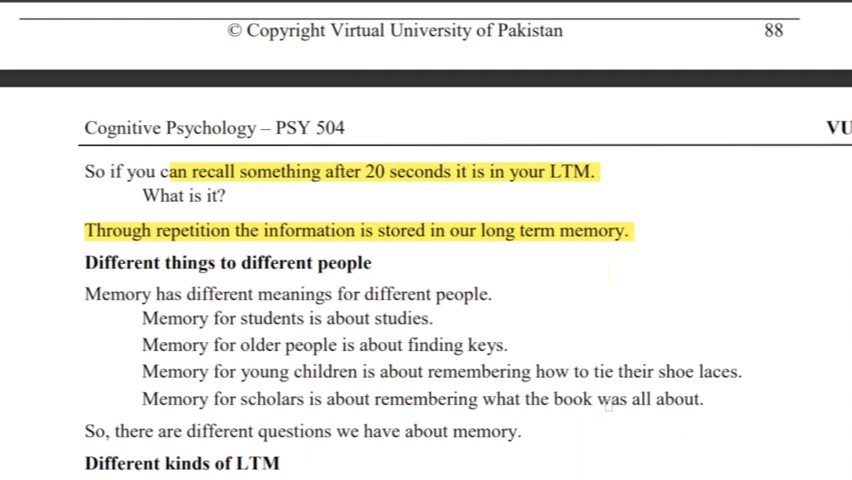 © Copyright Virtual University of Pakistan 88
Cognitive Psychology – PSY 504 VU
So if you can recall something after 20 seconds it is in your LTM.
What is it?
Through repetition the information is stored in our long term memory.
Different things to different people
Memory has different meanings for different people.
Memory for students is about studies.
Memory for older people is about finding keys.
Memory for young children is about remembering how to tie their shoe laces.
Memory for scholars is about remembering what the book was all about.
So, there are different questions we have about memory.
Different kinds of LTM